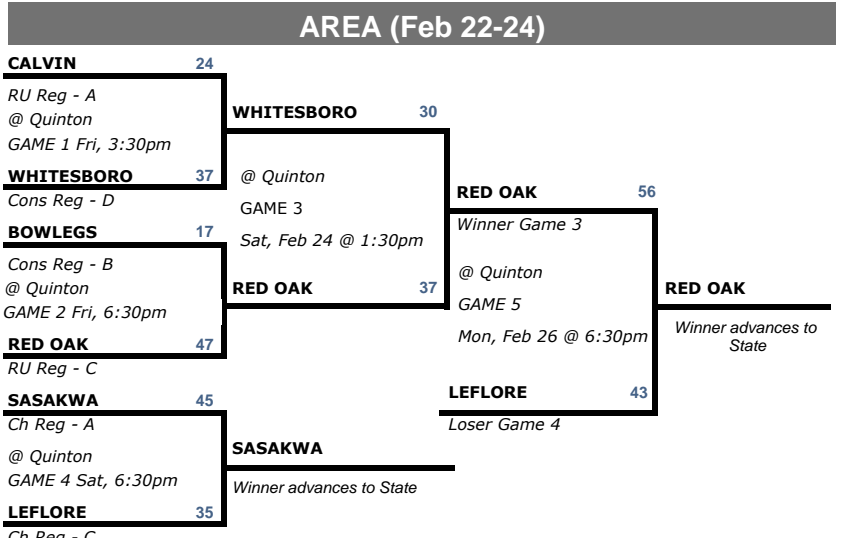 AREA (Feb 22-24)
CALVIN 24
RU Reg - A
@ Quinton
GAME 1 Fri, 3:30pm
WHITESBORO 37
Cons Reg - D
BOWLEGS 17
Cons Reg - B
@ Quinton
GAME 2 Fri, 6:30pm
RED OAK 47
RU Reg - C
SASAKWA 45
Ch Reg - A
@ Quinton
GAME 4 Sat, 6:30pm
LEFLORE 35
Ch Reg - C
WHITESBORO 30
@ Quinton
GAME 3
Sat, Feb 24 @ 1:30pm
RED OAK 37
SASAKWA
Winner advances to State
RED OAK 56
Winner Game 3
@ Quinton
GAME 5
Mon, Feb 26 @ 6:30pm
LEFLORE 43
Loser Game 4
RED OAK
Winner advances to
State